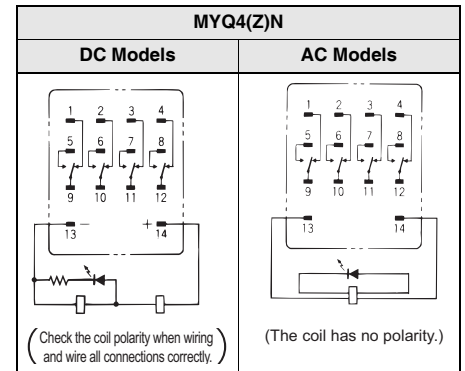 MYQ4(Z)N
DC Models AC Models
1 2 3 4
5 6 7 8
9 10 11 12
13 − + 14
(Check the coil polarity when wiring
and wire all connections correctly.)
1 2 3 4
5 6 7 8
9 10 11 12
13 14
(The coil has no polarity.)